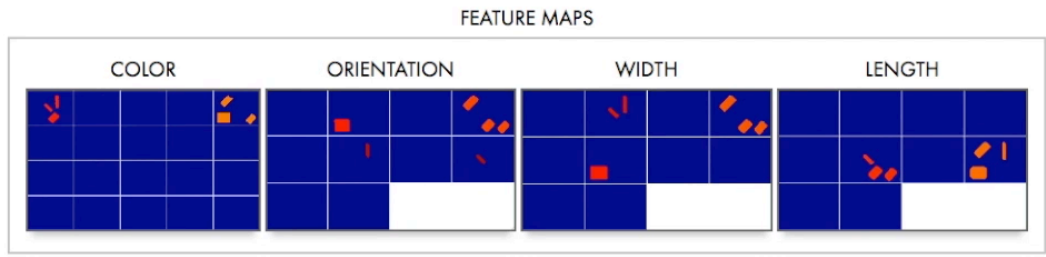 FEATURE MAPS
COLOR
ORIENTATION
WIDTH
LENGTH